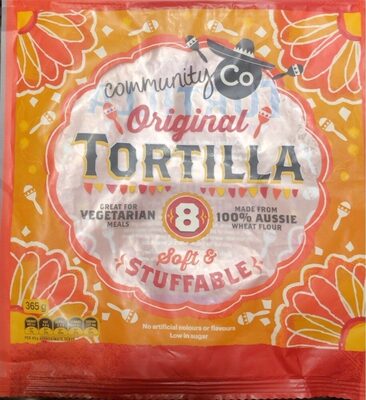 community Co
Original
TORTILLA
GREAT FOR
VEGETARIAN
MEALS
8
MADE FROM
100% AUSSIE
WHEAT FLOUR
Soft &
STUFFABLE
365g
No artificial colours or flavours
Low in sugar